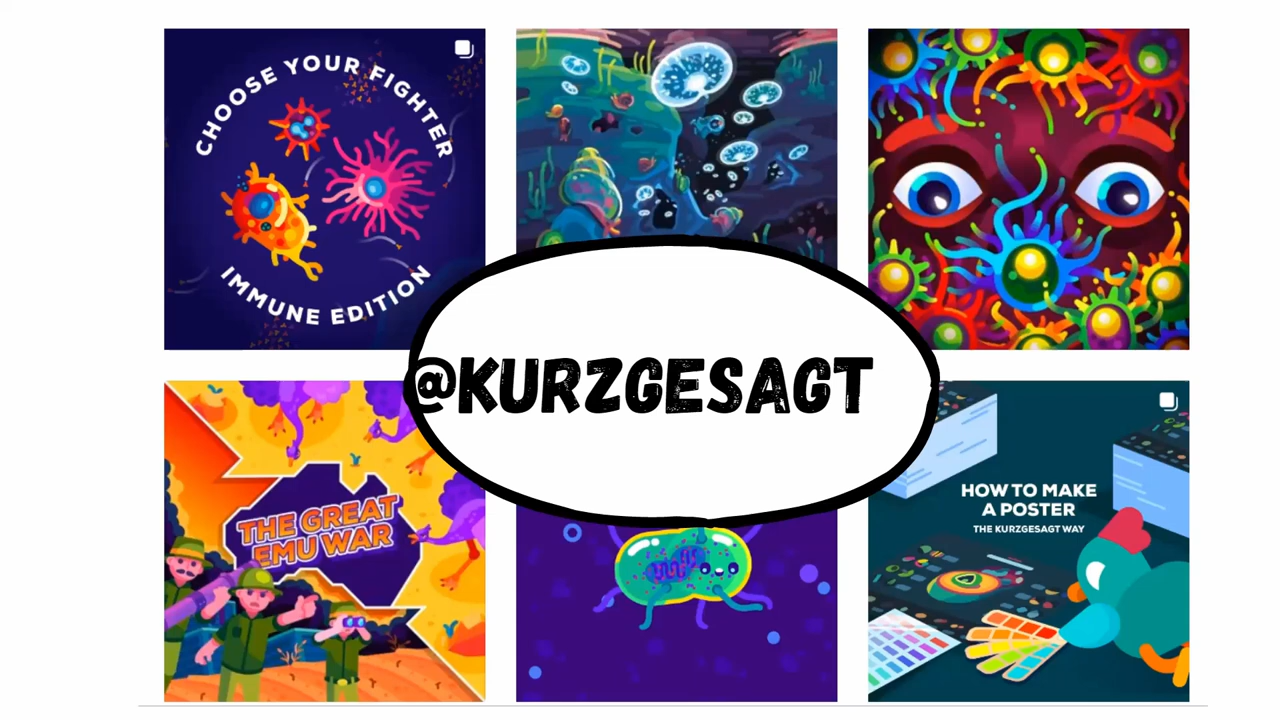 CHOOSE YOUR FIGHTER
IMMUNE EDITION
@KURZGESAGT
THE GREAT
EMU WAR
HOW TO MAKE
A POSTER
THE KURZGESAGT WAY